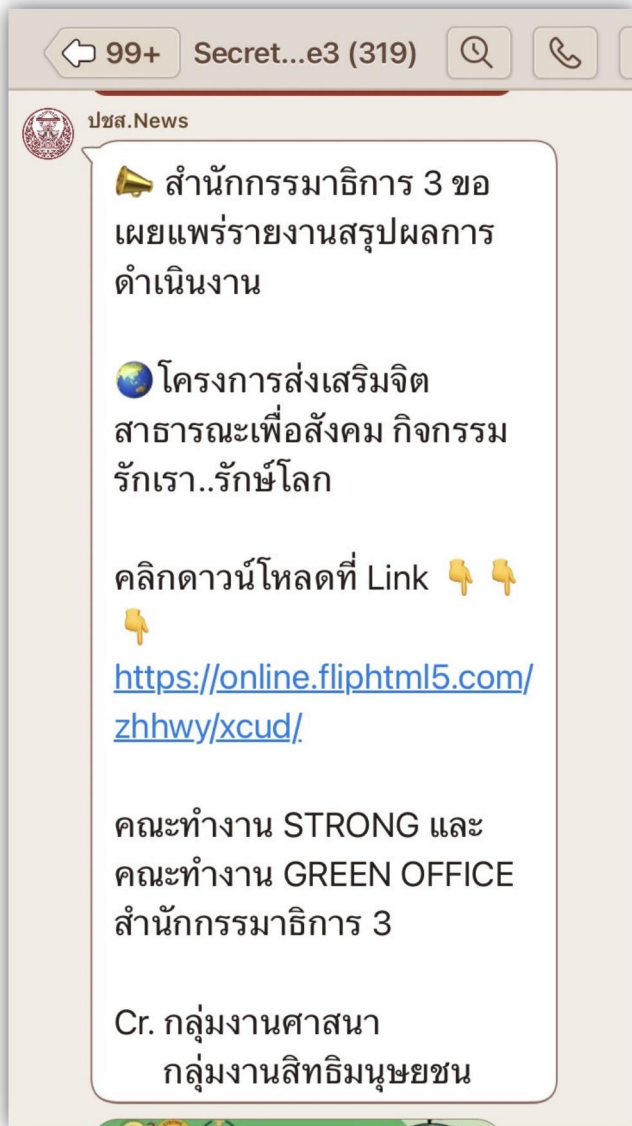 99+ Secret...e3 (319)
ปชส.News
สำนักกรรมาธิการ 3 ขอ
เผยแพร่รายงานสรุปผลการ
ดำเนินงาน
โครงการส่งเสริมจิต
สาธารณะเพื่อสังคม กิจกรรม
รักเรา..รักษ์โลก
คลิกดาวน์โหลดที่ Link
https://online.fliphtml5.com/
zhhwy/xcud/
คณะทำงาน STRONG และ
คณะทำงาน GREEN OFFICE
สำนักกรรมาธิการ 3
Cr. กลุ่มงานศาสนา
กลุ่มงานสิทธิมนุษยชน